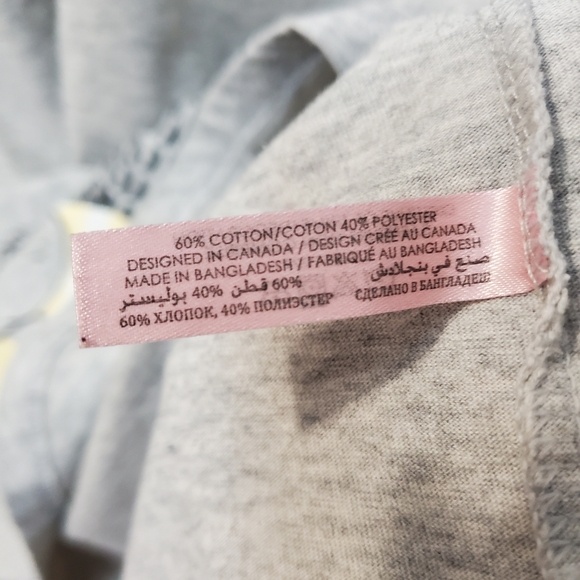 60% COTTON/COTON 40% POLYESTER
DESIGNED IN CANADA / DESIGN CRÉÉ AU CANADA
MADE IN BANGLADESH / FABRIQUÉ AU BANGLADESH
صنع في بنجلادش
60% قطن 40% بوليستر
СДЕЛАНО В БАНГЛАДЕШЕ
60% ХЛОПОК, 40% ПОЛИЭСТЕР